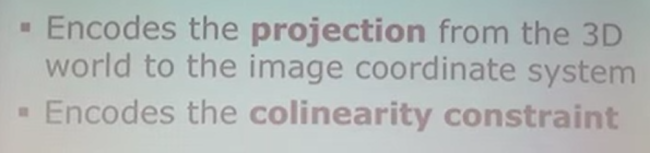 ▪ Encodes the projection from the 3D
world to the image coordinate system
▪ Encodes the colinearity constraint